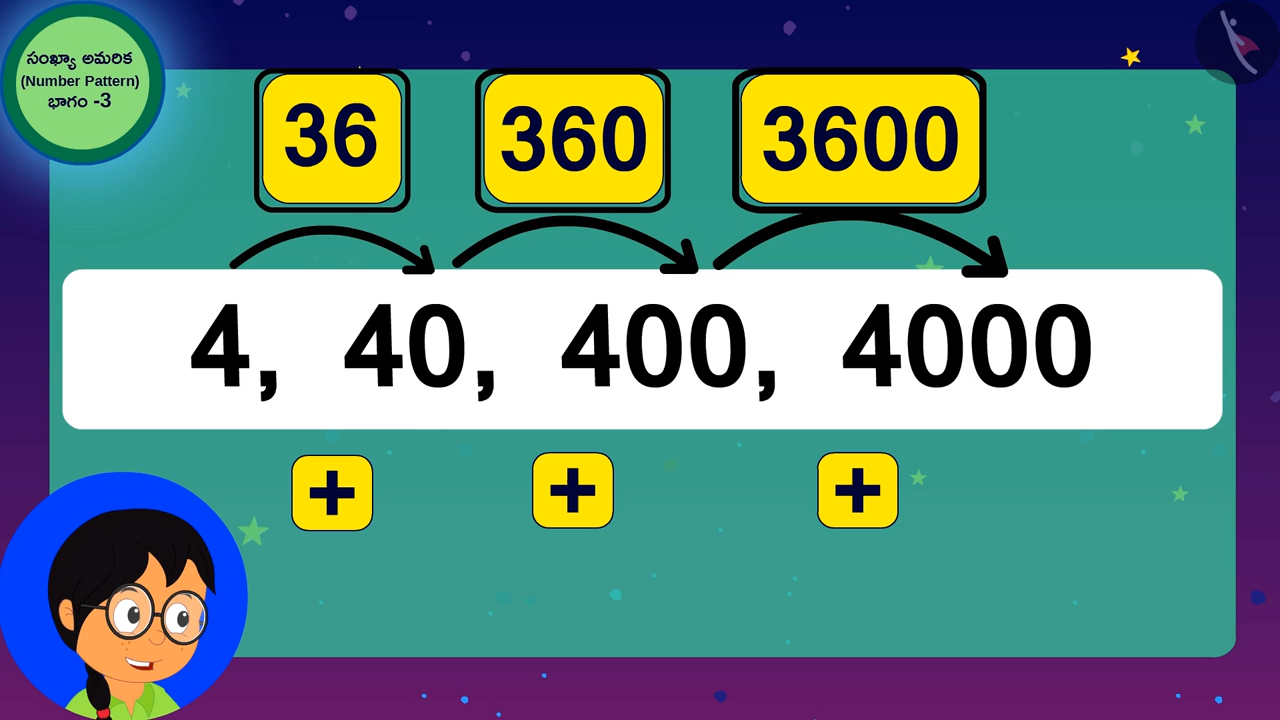 సంఖ్యా అమరిక
(Number Pattern)
భాగం -3
36 360 3600
4, 40, 400, 4000
+ + +